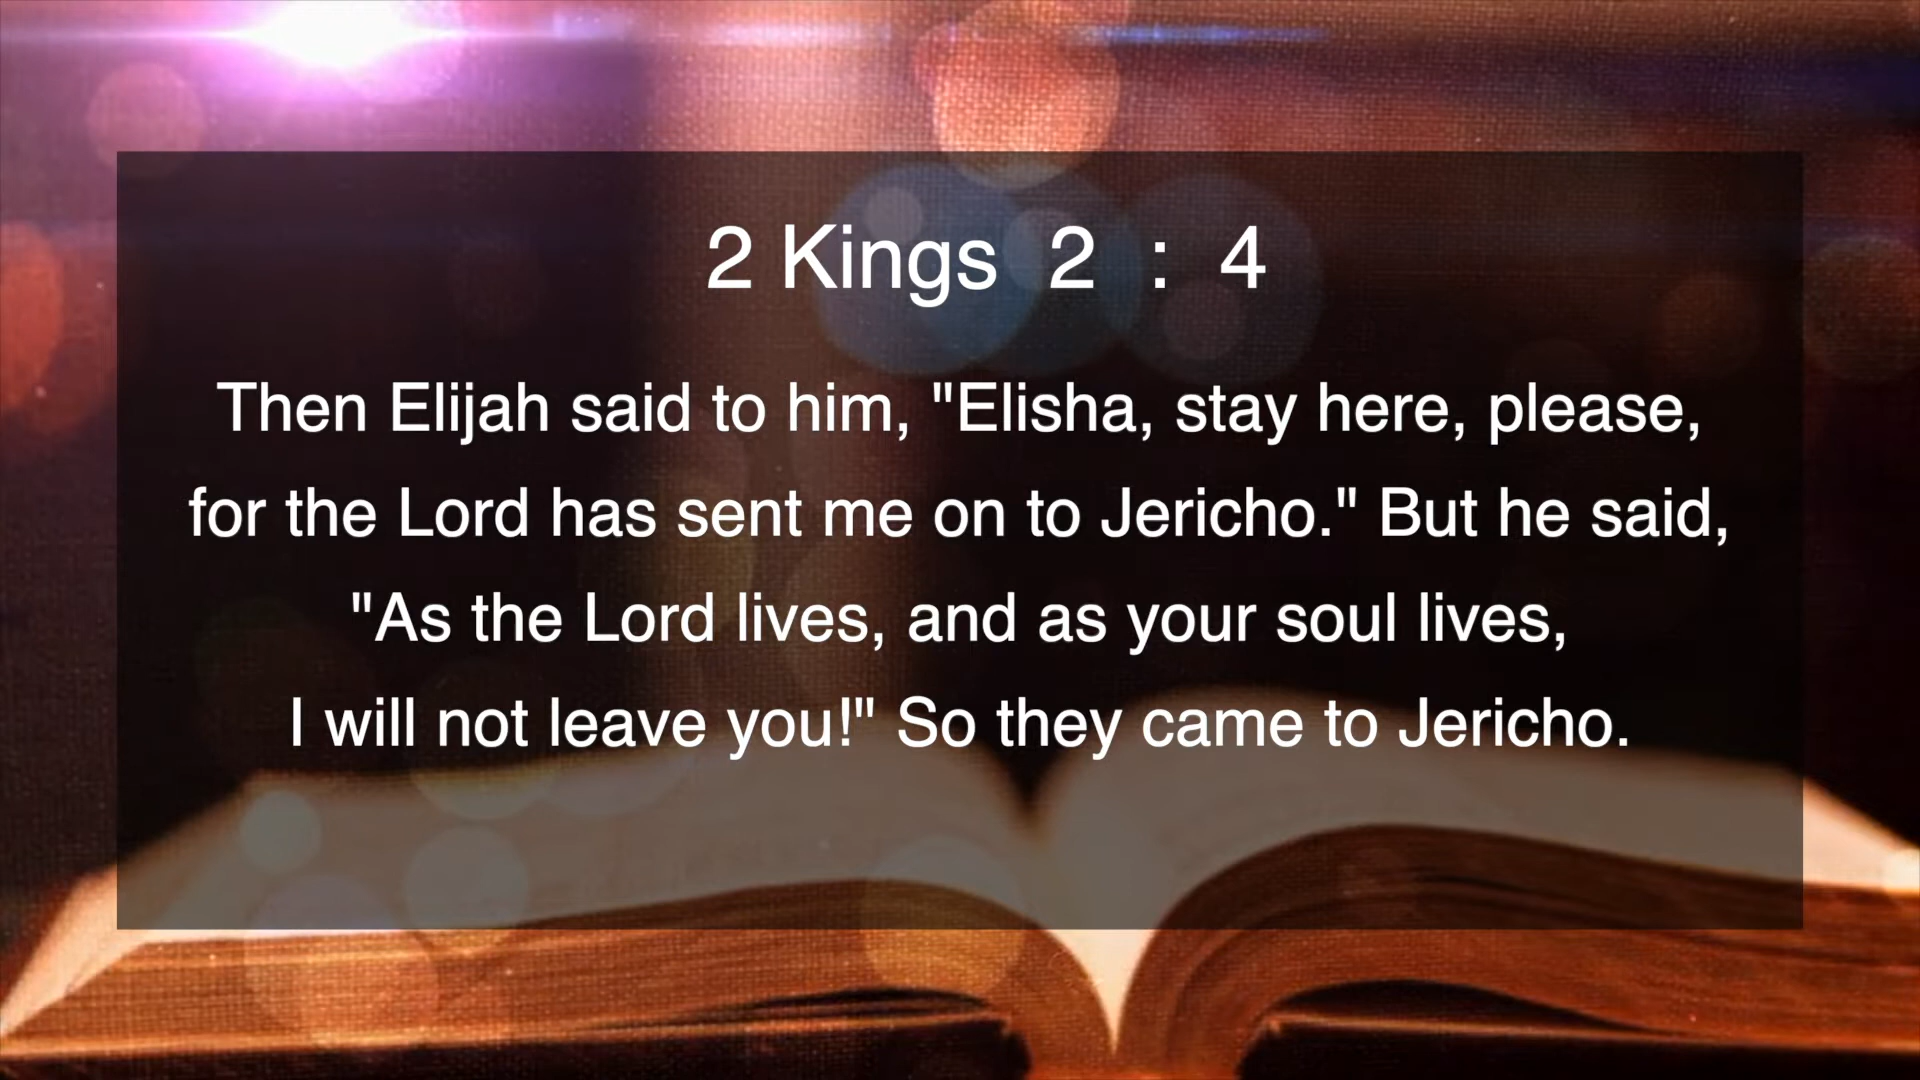 2 Kings 2 : 4
Then Elijah said to him, "Elisha, stay here, please,
for the Lord has sent me on to Jericho." But he said,
"As the Lord lives, and as your soul lives,
I will not leave you!" So they came to Jericho.